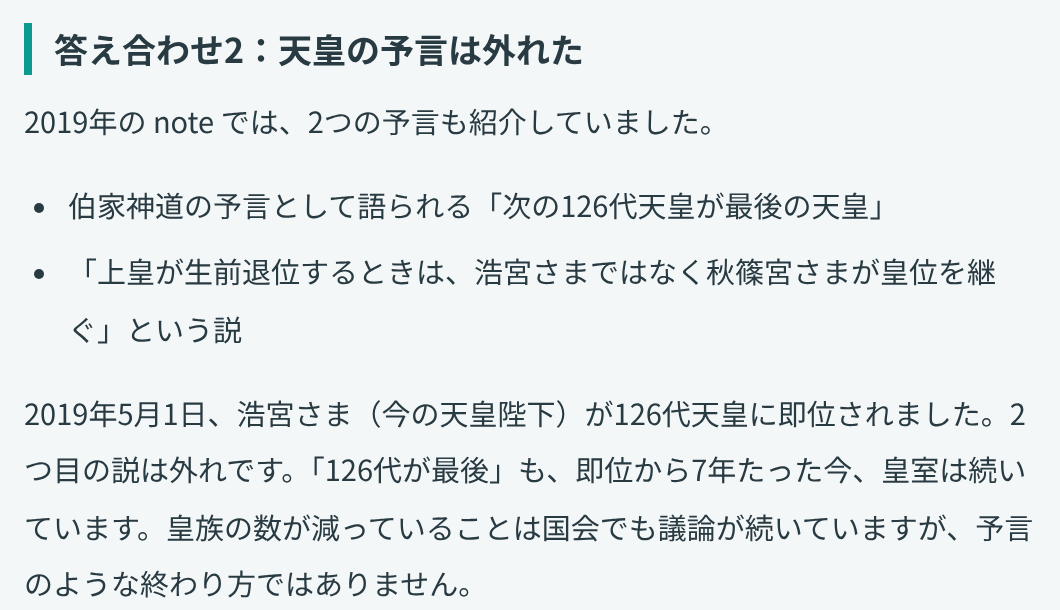 答え合わせ2：天皇の予言は外れた
2019年の note では、2つの予言も紹介していました。
• 伯家神道の予言として語られる「次の126代天皇が最後の天皇」
• 「上皇が生前退位するときは、浩宮さまではなく秋篠宮さまが皇位を継
ぐ」という説
2019年5月1日、浩宮さま（今の天皇陛下）が126代天皇に即位されました。2
つ目の説は外れです。「126代が最後」も、即位から7年たった今、皇室は続い
ています。皇族の数が減っていることは国会でも議論が続いていますが、予言
のような終わり方ではありません。